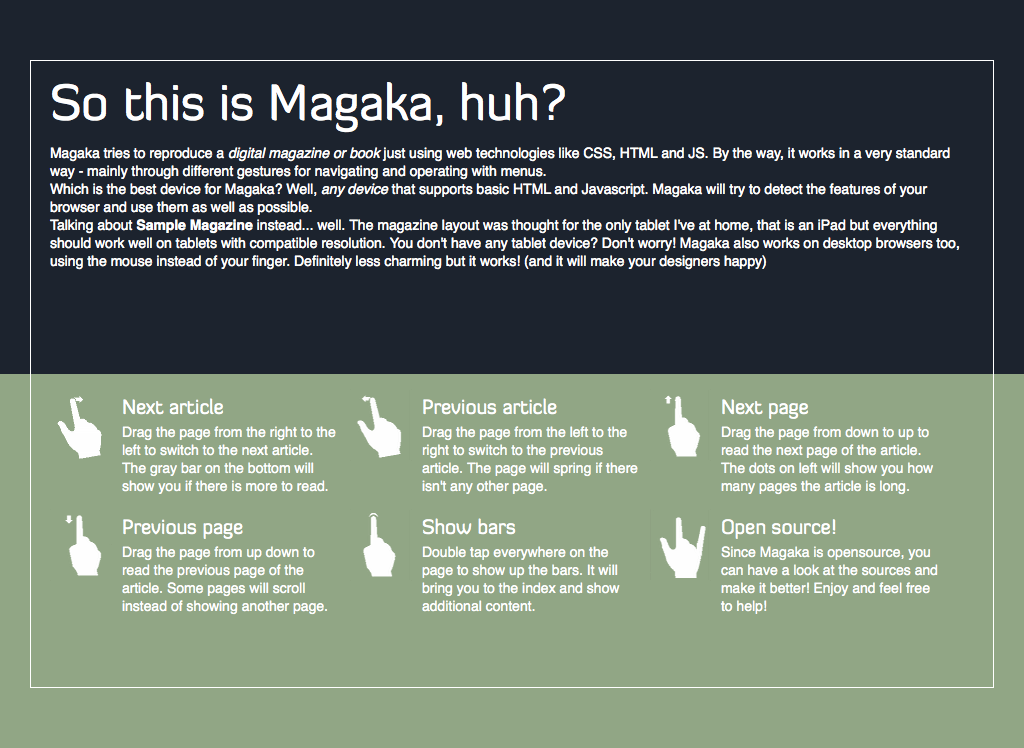 So this is Magaka, huh?
Magaka tries to reproduce a digital magazine or book just using web technologies like CSS, HTML and JS. By the way, it works in a very standard
way - mainly through different gestures for navigating and operating with menus.
Which is the best device for Magaka? Well, any device that supports basic HTML and Javascript. Magaka will try to detect the features of your
browser and use them as well as possible.
Talking about Sample Magazine instead... well. The magazine layout was thought for the only tablet I've at home, that is an iPad but everything
should work well on tablets with compatible resolution. You don't have any tablet device? Don't worry! Magaka also works on desktop browsers too,
using the mouse instead of your finger. Definitely less charming but it works! (and it will make your designers happy)
Next article
Drag the page from the right to the
left to switch to the next article.
The gray bar on the bottom will
show you if there is more to read.
Previous article
Drag the page from the left to the
right to switch to the previous
article. The page will spring if there
isn't any other page.
Next page
Drag the page from down to up to
read the next page of the article.
The dots on left will show you how
many pages the article is long.
Previous page
Drag the page from up down to
read the previous page of the
article. Some pages will scroll
instead of showing another page.
Show bars
Double tap everywhere on the
page to show up the bars. It will
bring you to the index and show
additional content.
Open source!
Since Magaka is opensource, you
can have a look at the sources and
make it better! Enjoy and feel free
to help!